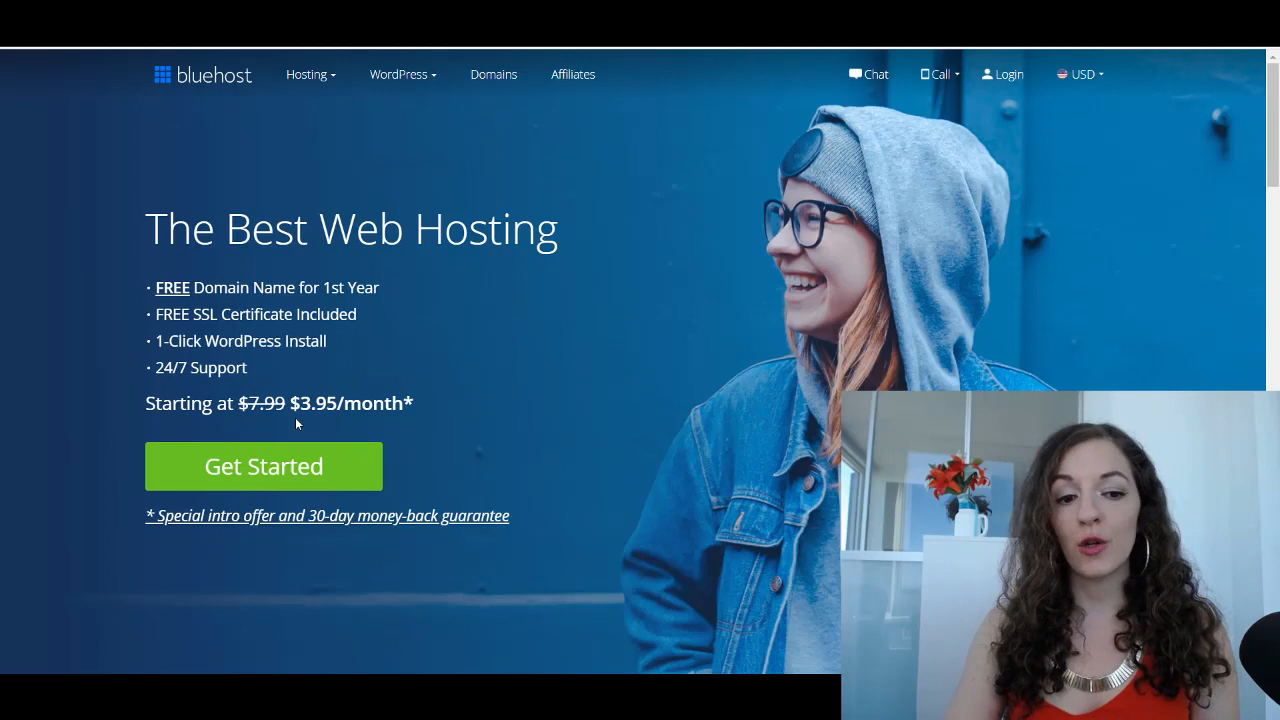 bluehost Hosting WordPress Domains Affiliates Chat Call Login USD
The Best Web Hosting
· FREE Domain Name for 1st Year
· FREE SSL Certificate Included
· 1-Click WordPress Install
· 24/7 Support
Starting at $7.99 $3.95/month*
Get Started
* Special intro offer and 30-day money-back guarantee